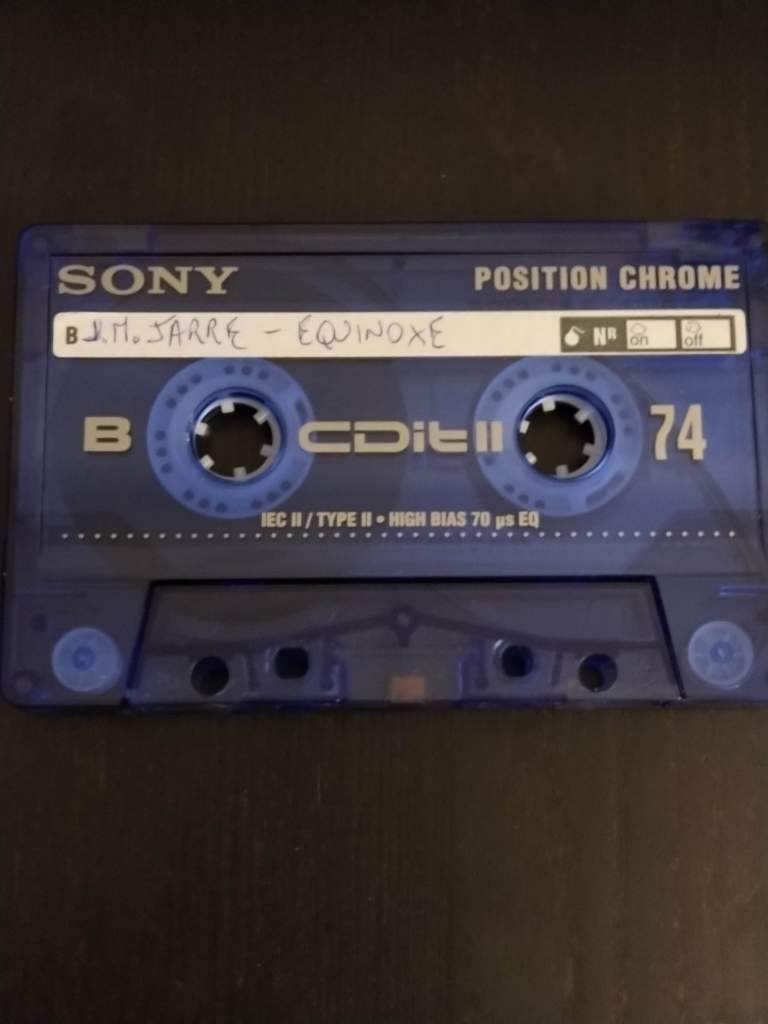 SONY POSITION CHROME
B J.M. JARRE - EQUINOXE NR on off
B CDit II 74
IEC II / TYPE II • HIGH BIAS 70 µs EQ